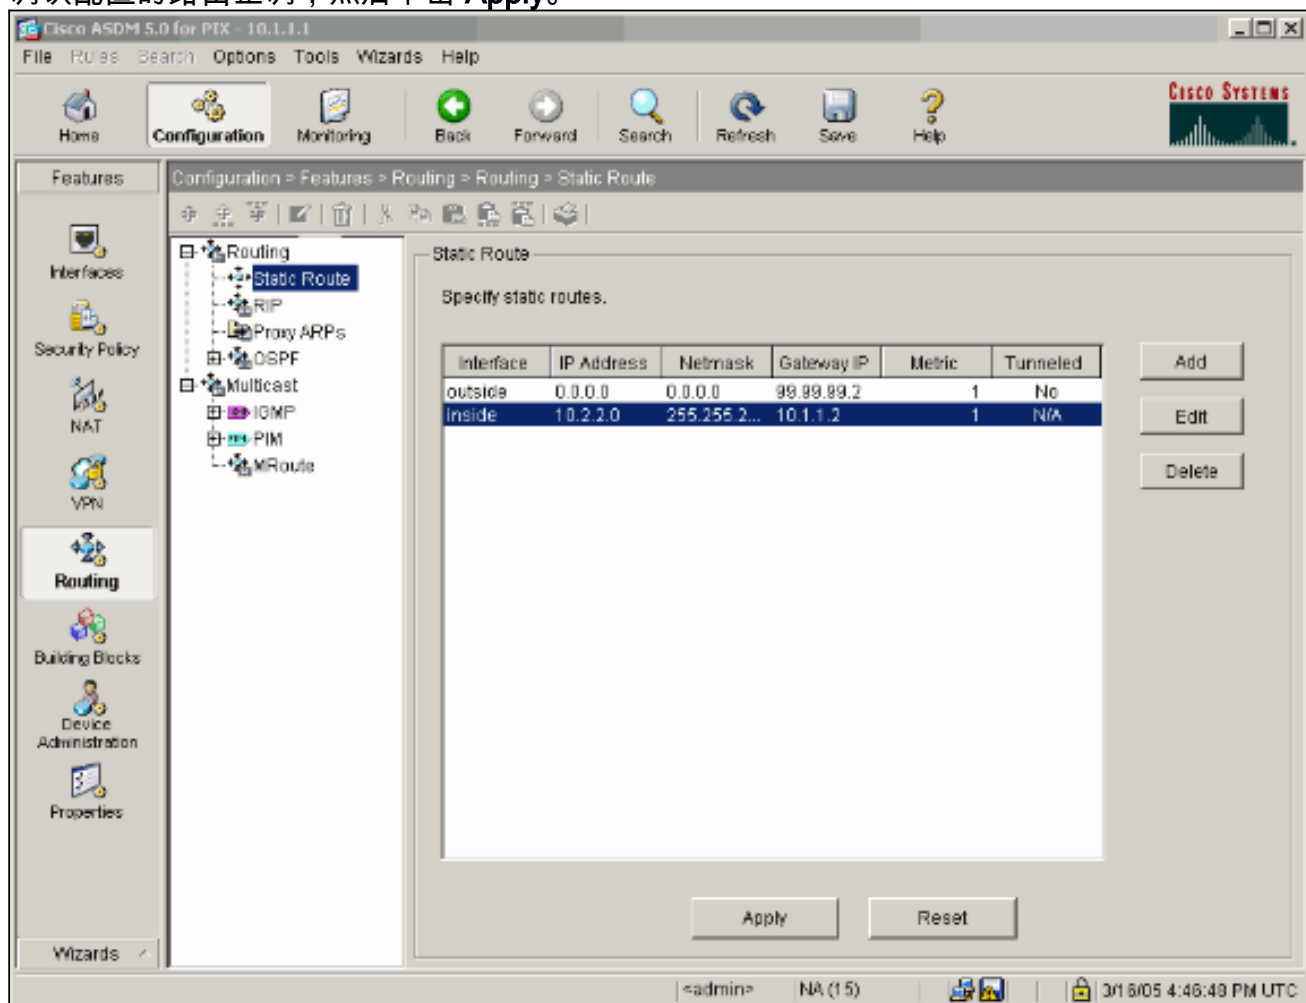 Apply。
Cisco ASDM 5.0 for PIX - 10.1.1.1
File Rules Search Options Tools Wizards Help
Home
Configuration
Monitoring
Back
Forward
Search
Refresh
Save
Help
CISCO SYSTEMS
Features
Configuration > Features > Routing > Routing > Static Route
Interfaces
Security Policy
NAT
VPN
Routing
Building Blocks
Device
Administration
Properties
Wizards
Routing
Static Route
RIP
Proxy ARPs
OSPF
Multicast
IGMP
PIM
MRoute
Static Route
Specify static routes.
Interface IP Address Netmask Gateway IP Metric Tunneled
outside 0.0.0.0 0.0.0.0 99.99.99.2 1 No
inside 10.2.2.0 255.255.2... 10.1.1.2 1 N/A
Add
Edit
Delete
Apply
Reset
<admin> NA (15) 3/16/05 4:46:48 PM UTC